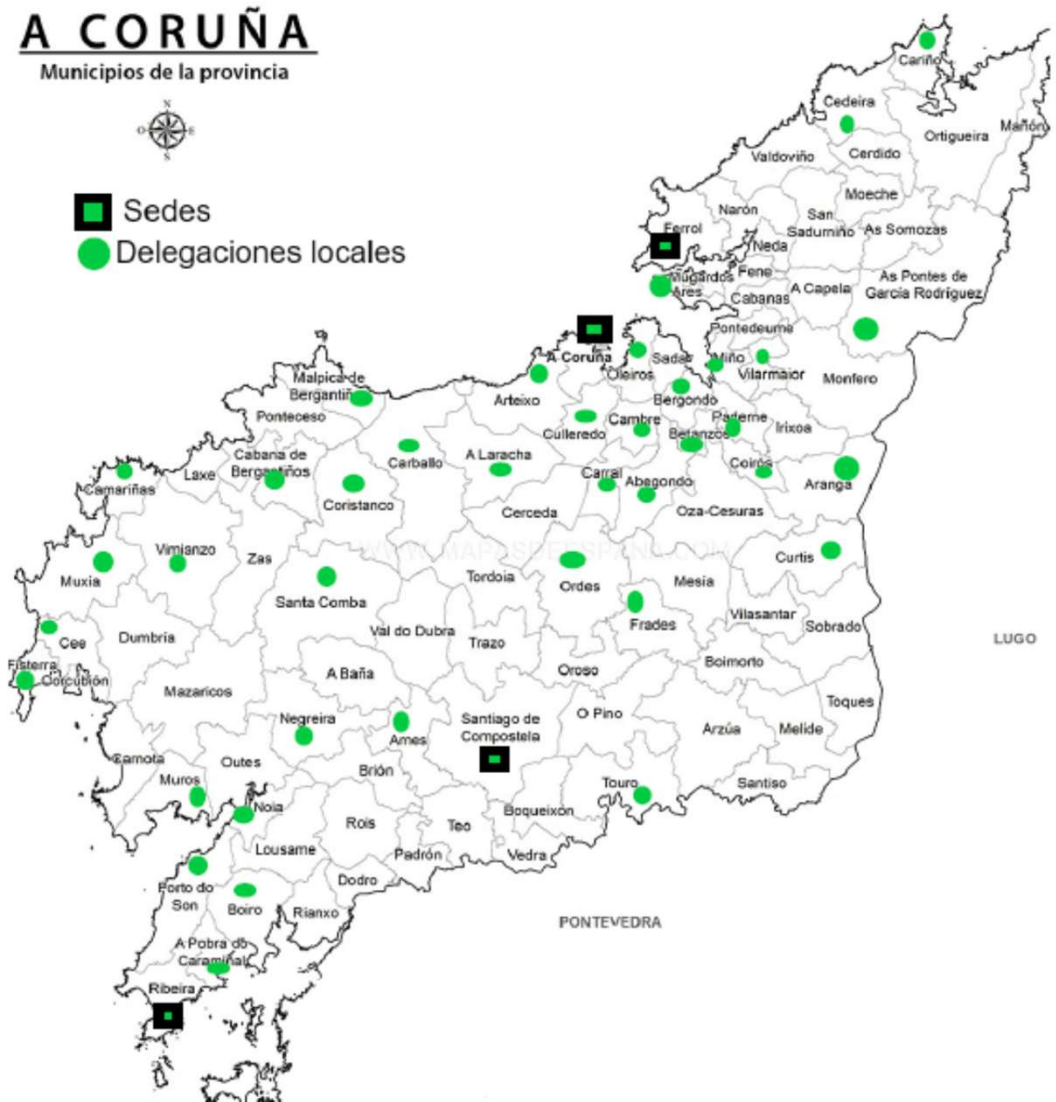 A CORUÑA
Municipios de la provincia
N
O
E
S
Sedes
Delegaciones locales
Cariño
Cedeira
Ortigueira
Mañón
Valdoviño
Cerdido
Moeche
Narón
San
Sadurniño
As Somozas
Ferrol
Neda
Mugardos
Fene
Ares
Cabanas
A Capela
As Pontes de
García Rodríguez
Pontedeume
A Coruña
Sada
Miño
Oleiros
Vilarmaior
Monfero
Malpica de
Bergantiñ
Ponteceso
Arteixo
Bergondo
Culleredo
Cambre
Paderne
Betanzos
Irixoa
Cabana de
Bergantiños
Laxe
Carballo
A Laracha
Carral
Abegondo
Coirós
Aranga
Camariñas
Coristanco
Cerceda
Oza-Cesuras
WWW.MAPASDEESPANA.COM
Vimianzo
Zas
Curtis
Muxia
Santa Comba
Tordoia
Ordes
Mesía
Vilasantar
Sobrado
Frades
Cee
Dumbría
Val do Dubra
Trazo
LUGO
Fisterra
Corcubión
Mazaricos
A Baña
Oroso
Boimorto
Toques
Negreira
Ames
Santiago de
Compostela
O Pino
Arzúa
Melide
Carnota
Outes
Brión
Muros
Touro
Santiso
Noia
Boqueixón
Rois
Teo
Lousame
Padrón
Vedra
Porto do
Son
Dodro
Boiro
Rianxo
PONTEVEDRA
A Pobra do
Caramiñal
Ribeira